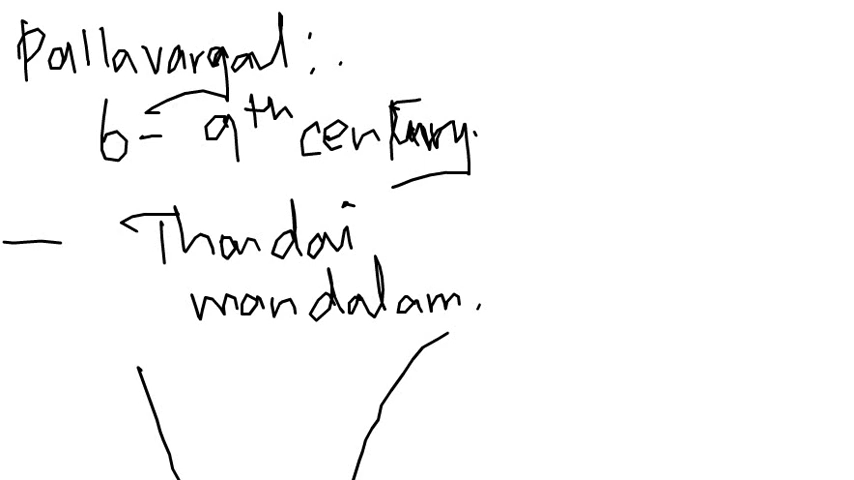 Pallavargal :.
6 - 9th century.
- Thondai
mandalam.